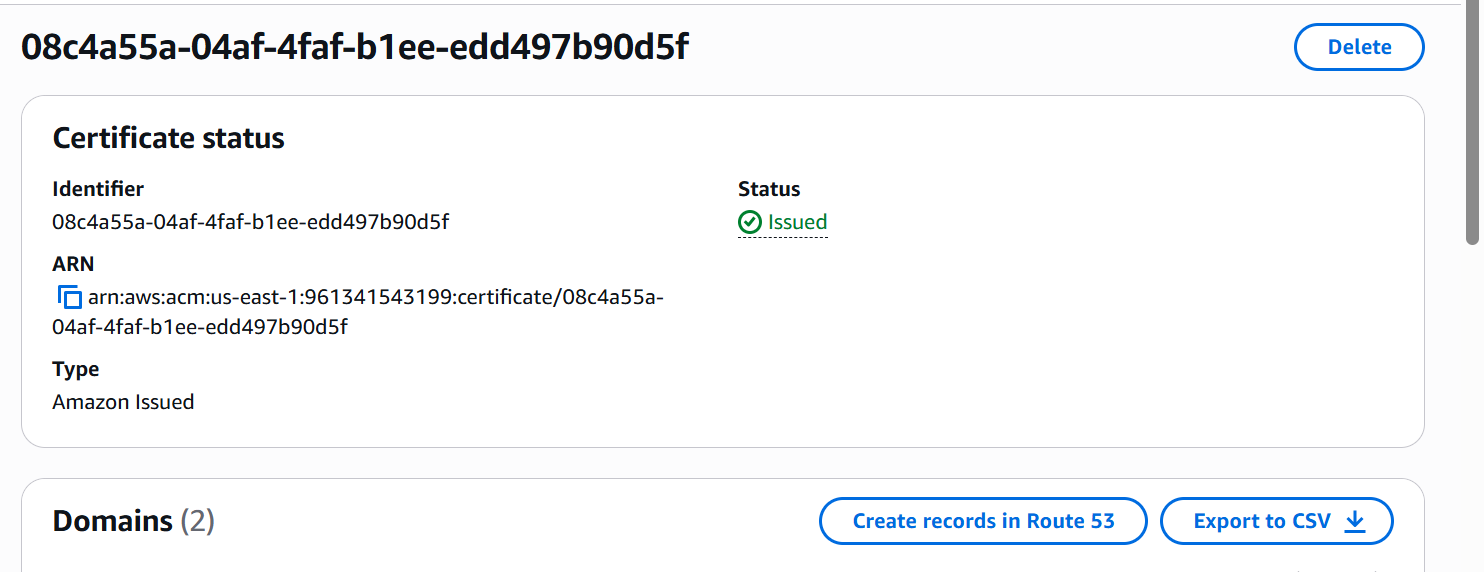 08c4a55a-04af-4faf-b1ee-edd497b90d5f
Delete
Certificate status
Identifier
08c4a55a-04af-4faf-b1ee-edd497b90d5f
Status
Issued
ARN
arn:aws:acm:us-east-1:961341543199:certificate/08c4a55a-
04af-4faf-b1ee-edd497b90d5f
Type
Amazon Issued
Domains (2)
Create records in Route 53
Export to CSV